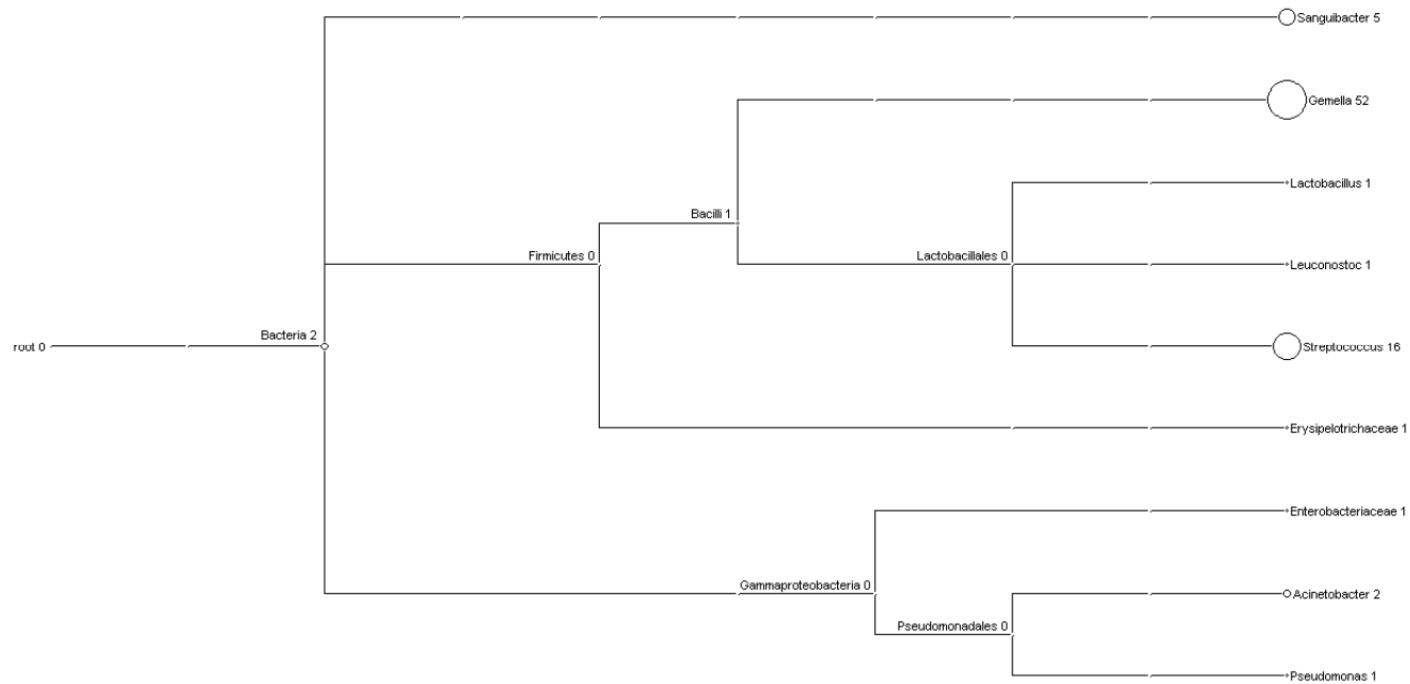 Sanguibacter 5
Gemella 52
Lactobacillus 1
Bacilli 1
Firmicutes 0
Lactobacillales 0
Leuconostoc 1
Bacteria 2
root 0
Streptococcus 16
Erysipelotrichaceae 1
Enterobacteriaceae 1
Gammaproteobacteria 0
Acinetobacter 2
Pseudomonadales 0
Pseudomonas 1